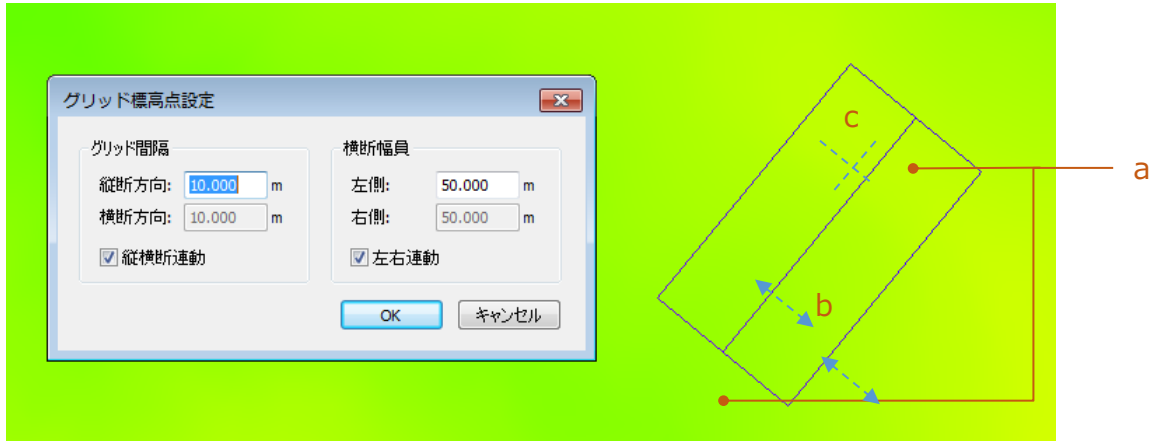 グリッド標高点設定
グリッド間隔
縦断方向: 10.000 m
横断方向: 10.000 m
縦横断連動
横断幅員
左側: 50.000 m
右側: 50.000 m
左右連動
OK キャンセル
c
a
b